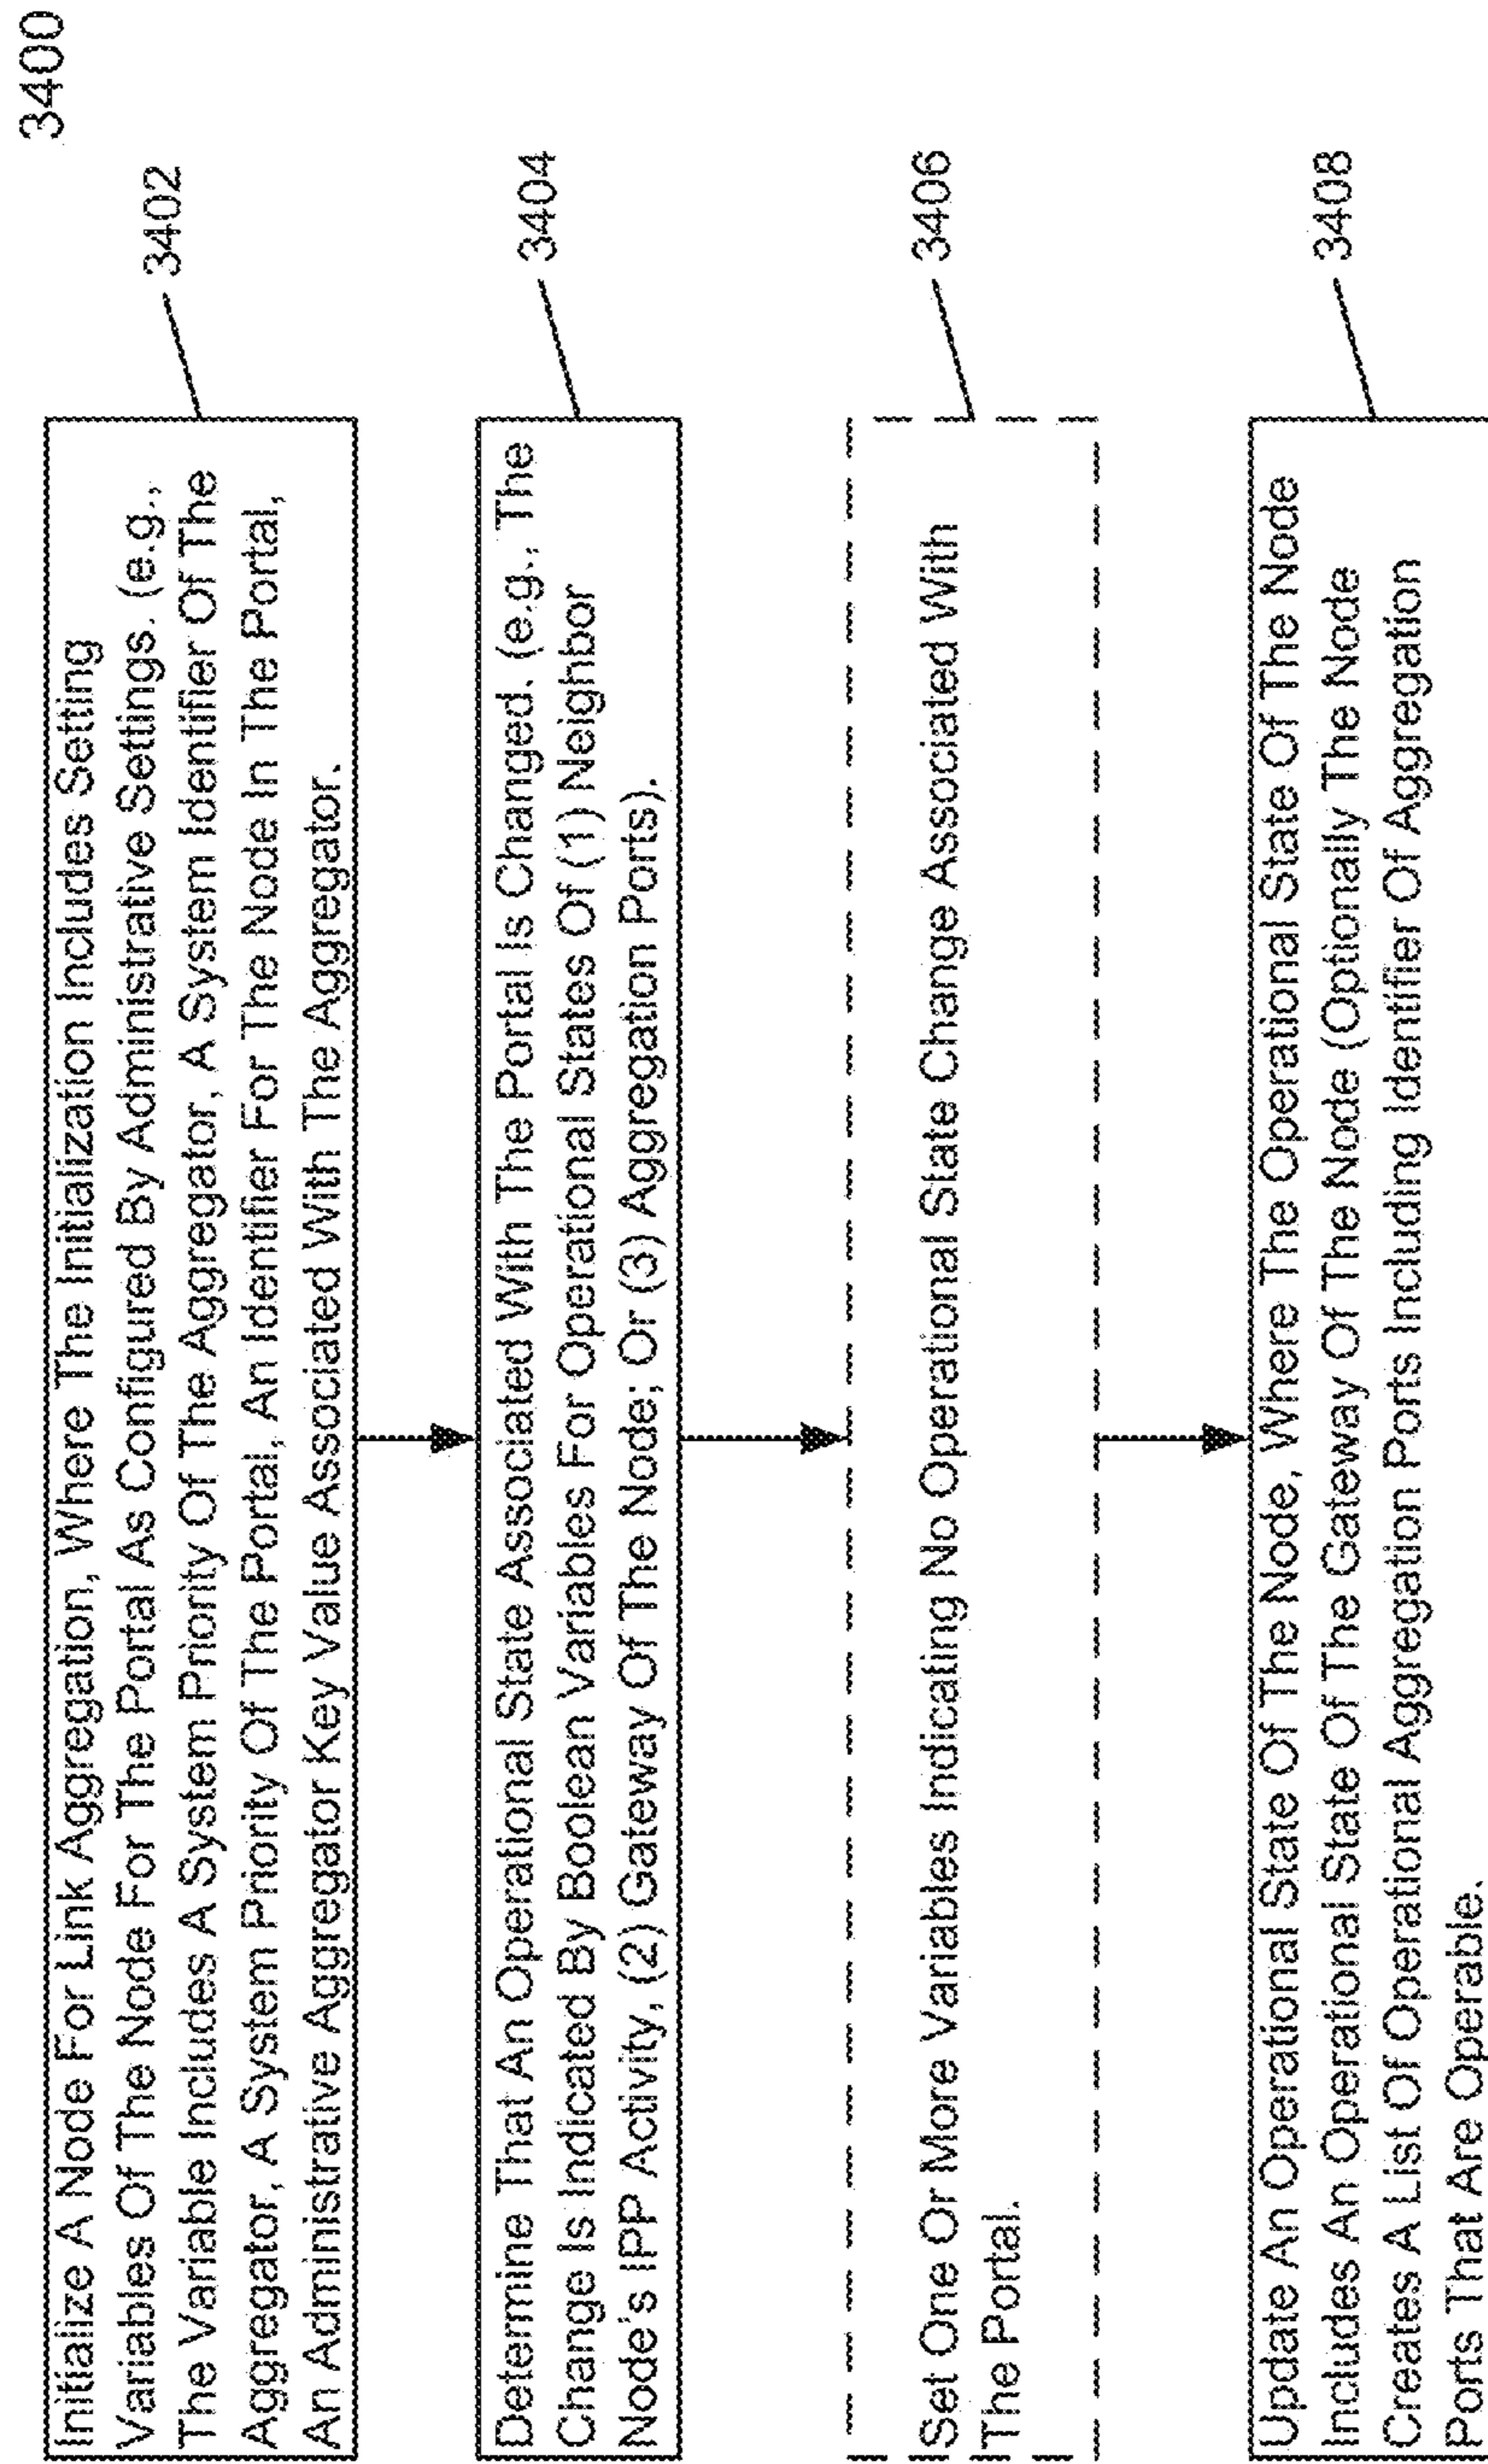 3400
Initialize A Node For Link Aggregation, Where The Initialization Includes Setting
Variables Of The Node For The Portal As Configured By Administrative Settings. (e.g.,
The Variable Includes A System Priority Of The Aggregator, A System Identifier Of The
Aggregator, A System Priority Of The Portal, An Identifier For The Node In The Portal,
An Administrative Aggregator Key Value Associated With The Aggregator.
3402
Determine That An Operational State Associated With The Portal Is Changed. (e.g., The
Change Is Indicated By Boolean Variables For Operational States Of (1) Neighbor
Node's IPP Activity, (2) Gateway Of The Node; Or (3) Aggregation Ports).
3404
Set One Or More Variables Indicating No Operational State Change Associated With
The Portal.
3406
Update An Operational State Of The Node, Where The Operational State Of The Node
Includes An Operational State Of The Gateway Of The Node (Optionally The Node
Creates A List Of Operational Aggregation Ports Including Identifier Of Aggregation
Ports That Are Operable.
3408